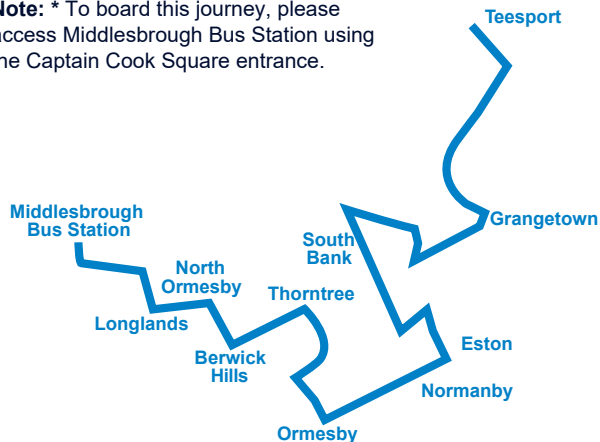 Note: * To board this journey, please
access Middlesbrough Bus Station using
the Captain Cook Square entrance.
Teesport
Middlesbrough
Bus Station
Grangetown
South
Bank
North
Ormesby
Thorntree
Longlands
Eston
Berwick
Hills
Normanby
Ormesby